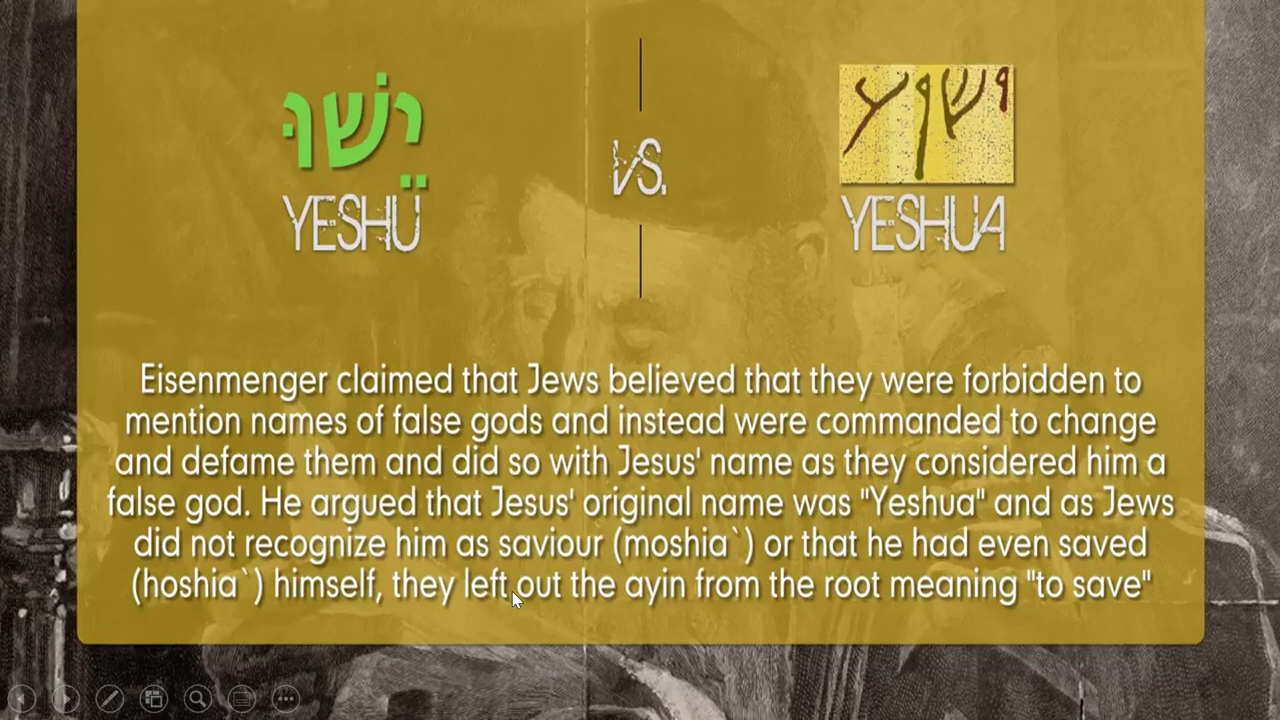 יֵשׁוּ
VS.
ישוע
YESHU
YESHUA
Eisenmenger claimed that Jews believed that they were forbidden to
mention names of false gods and instead were commanded to change
and defame them and did so with Jesus' name as they considered him a
false god. He argued that Jesus' original name was "Yeshua" and as Jews
did not recognize him as saviour (moshia`) or that he had even saved
(hoshia`) himself, they left out the ayin from the root meaning "to save"